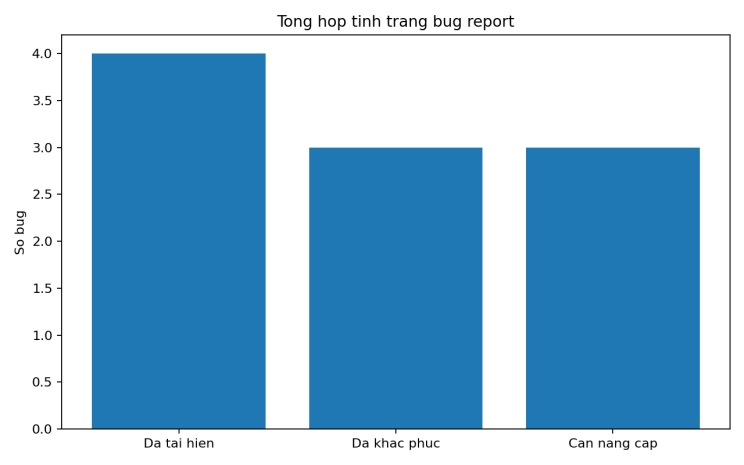 Tong hop tinh trang bug report
So bug
4.0
3.5
3.0
2.5
2.0
1.5
1.0
0.5
0.0
Da tai hien
Da khac phuc
Can nang cap